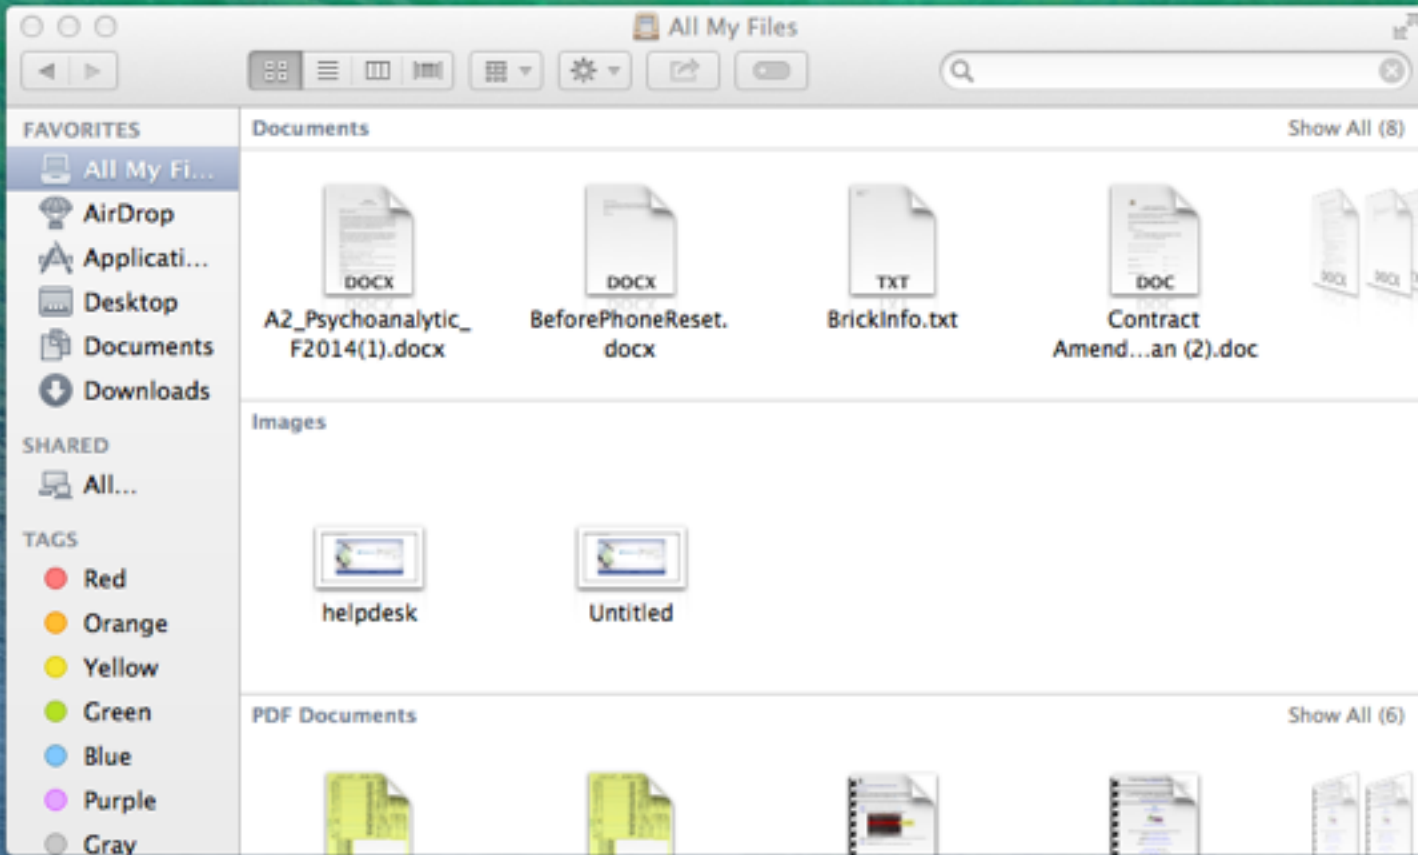 All My Files
FAVORITES
All My Fi...
AirDrop
Applicati...
Desktop
Documents
Downloads
SHARED
All...
TAGS
Red
Orange
Yellow
Green
Blue
Purple
Gray
Documents
Show All (8)
DOCX
DOCX
TXT
DOC
DOCX
DOCX
A2_Psychoanalytic_
F2014(1).docx
BeforePhoneReset.
docx
BrickInfo.txt
Contract
Amend...an (2).doc
Images
helpdesk
Untitled
PDF Documents
Show All (6)